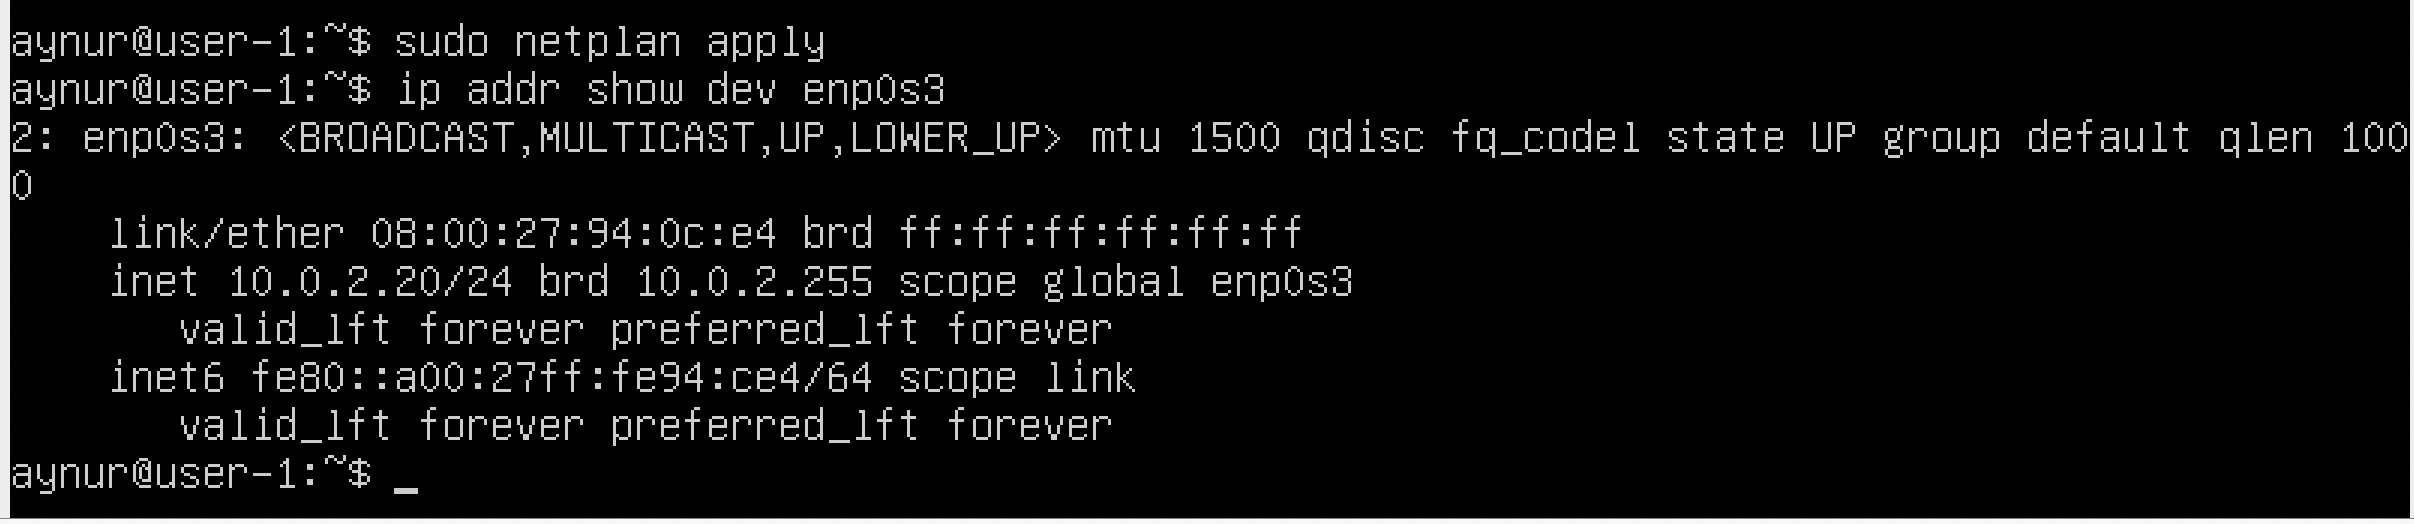 aynur@user-1:~$ sudo netplan apply
aynur@user-1:~$ ip addr show dev enp0s3
2: enp0s3: <BROADCAST,MULTICAST,UP,LOWER_UP> mtu 1500 qdisc fq_codel state UP group default qlen 100
0
    link/ether 08:00:27:94:0c:e4 brd ff:ff:ff:ff:ff:ff
    inet 10.0.2.20/24 brd 10.0.2.255 scope global enp0s3
       valid_lft forever preferred_lft forever
    inet6 fe80::a00:27ff:fe94:ce4/64 scope link
       valid_lft forever preferred_lft forever
aynur@user-1:~$ _